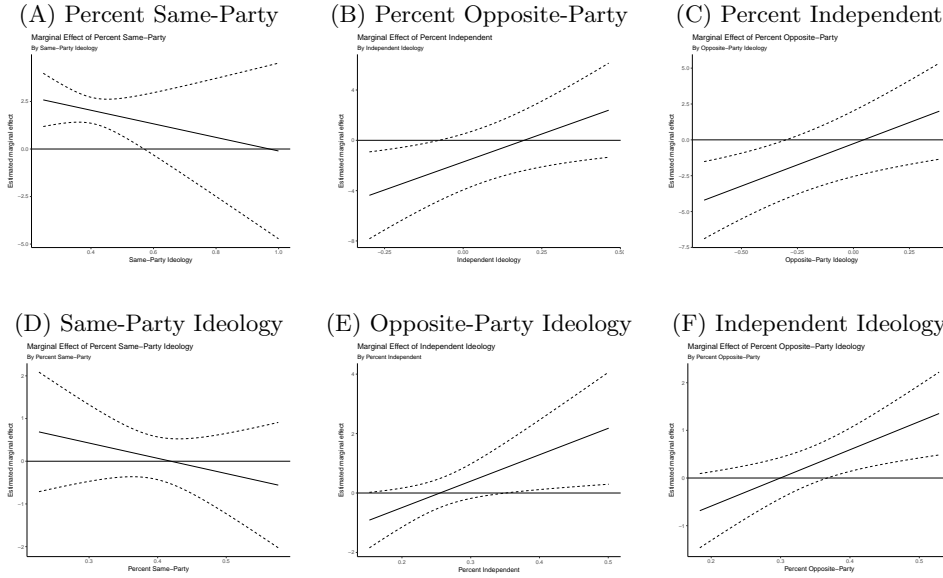 (A) Percent Same-Party
Marginal Effect of Percent Same−Party
By Same−Party Ideology
Estimated marginal effect
2.5
0.0
−2.5
−5.0
0.4
0.6
0.8
1.0
Same−Party Ideology
(B) Percent Opposite-Party
Marginal Effect of Percent Independent
By Independent Ideology
Estimated marginal effect
4
0
−4
−8
−0.25
0.00
0.25
0.50
Independent Ideology
(C) Percent Independent
Marginal Effect of Percent Opposite−Party
By Opposite−Party Ideology
Estimated marginal effect
5.0
2.5
0.0
−2.5
−5.0
−7.5
−0.50
−0.25
0.00
0.25
Opposite−Party Ideology
(D) Same-Party Ideology
Marginal Effect of Percent Same−Party Ideology
By Percent Same−Party
Estimated marginal effect
2
1
0
−1
−2
0.3
0.4
0.5
Percent Same−Party
(E) Opposite-Party Ideology
Marginal Effect of Independent Ideology
By Percent Independent
Estimated marginal effect
4
2
0
−2
0.2
0.3
0.4
0.5
Percent Independent
(F) Independent Ideology
Marginal Effect of Percent Opposite−Party Ideology
By Percent Opposite−Party
Estimated marginal effect
2
1
0
−1
0.2
0.3
0.4
0.5
Percent Opposite−Party